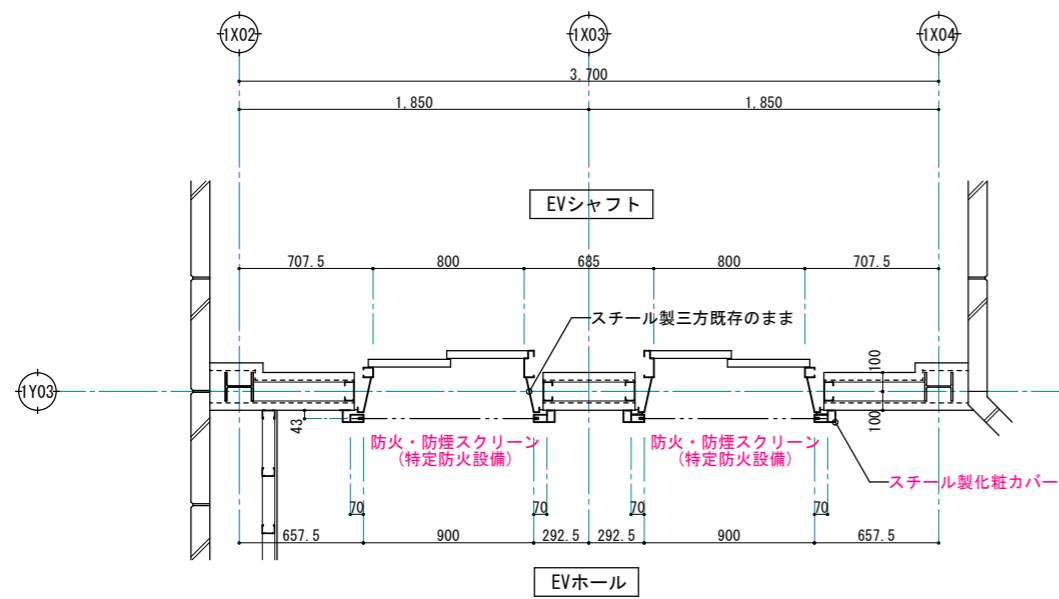 1X02
1X03
1X04
3,700
1,850
1,850
EVシャフト
707.5
800
685
800
707.5
スチール製三方既存のまま
1Y03
100
100
43
防火・防煙スクリーン
(特定防火設備)
防火・防煙スクリーン
(特定防火設備)
スチール製化粧カバー
70
70
70
70
657.5
900
292.5
292.5
900
657.5
EVホール